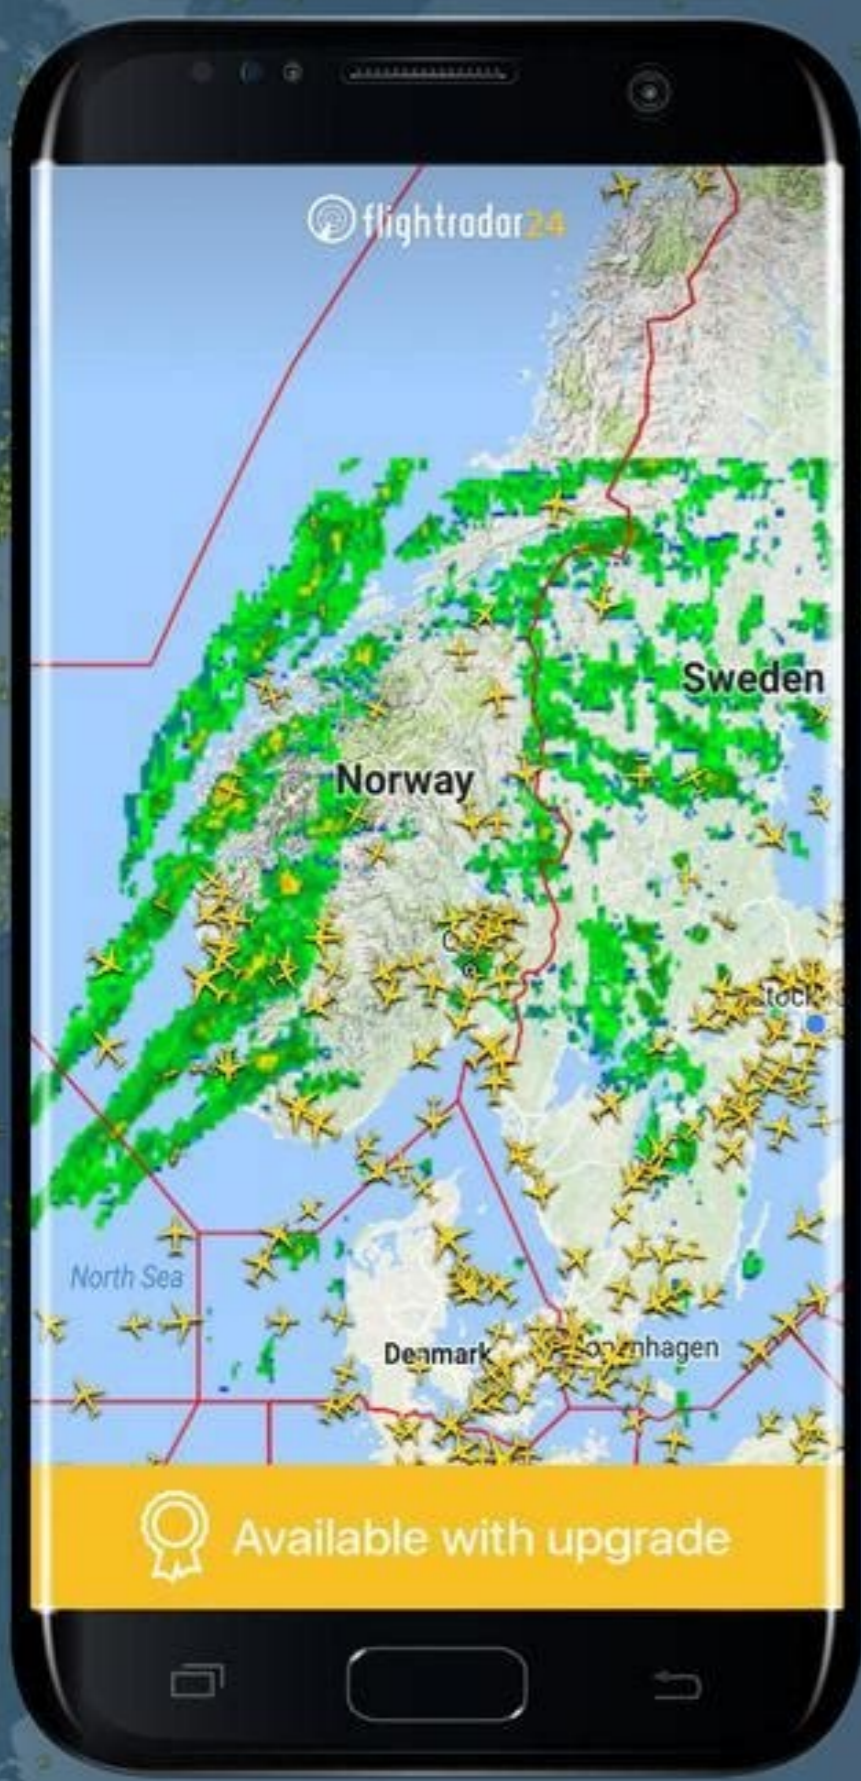 flightradar24
Sweden
Norway
North Sea
Denmark
Available with upgrade